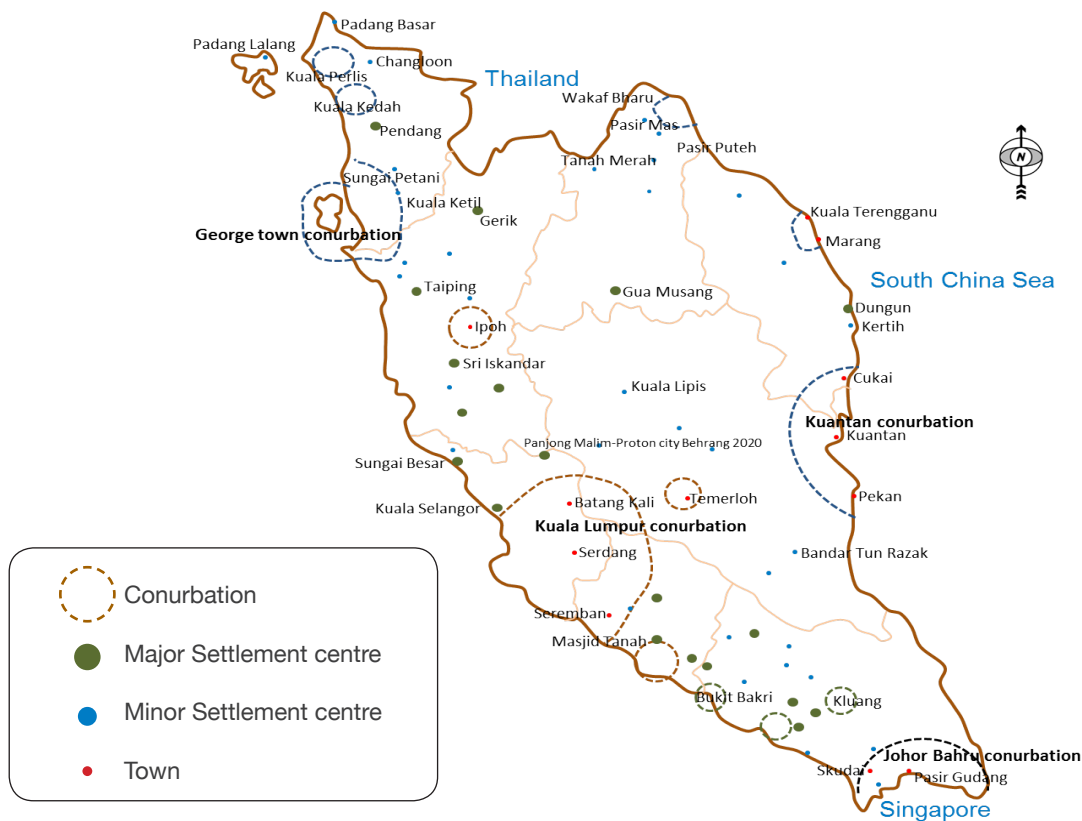 Padang Basar
Padang Lalang
Changloon
Kuala Perlis
Thailand
Kuala Kedah
Wakaf Bharu
Pendang
Pasir Mas
Pasir Puteh
Tanah Merah
N
Sungai Petani
Kuala Ketil
Gerik
Kuala Terengganu
George town conurbation
Marang
South China Sea
Taiping
Gua Musang
Dungun
Ipoh
Kertih
Sri Iskandar
Cukai
Kuala Lipis
Kuantan conurbation
Kuantan
Panjong Malim-Proton city Behrang 2020
Sungai Besar
Temerloh
Pekan
Batang Kali
Kuala Selangor
Kuala Lumpur conurbation
Serdang
Bandar Tun Razak
Seremban
Masjid Tanah
Bukit Bakri
Kluang
Johor Bahru conurbation
Skudai
Pasir Gudang
Singapore
Conurbation
Major Settlement centre
Minor Settlement centre
Town